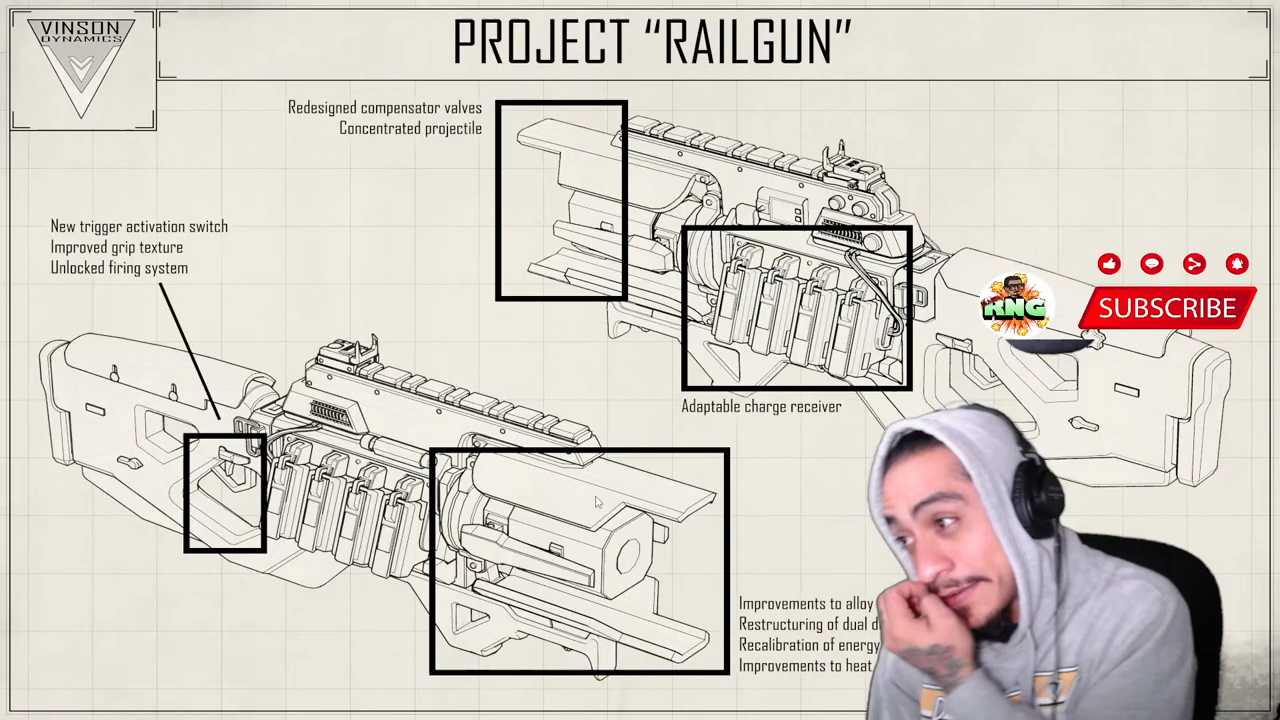 VINSON
DYNAMICS
PROJECT “RAILGUN”
Redesigned compensator valves
Concentrated projectile
New trigger activation switch
Improved grip texture
Unlocked firing system
RNG
SUBSCRIBE
Adaptable charge receiver
Improvements to alloy
Restructuring of dual
Recalibration of energy
Improvements to heat